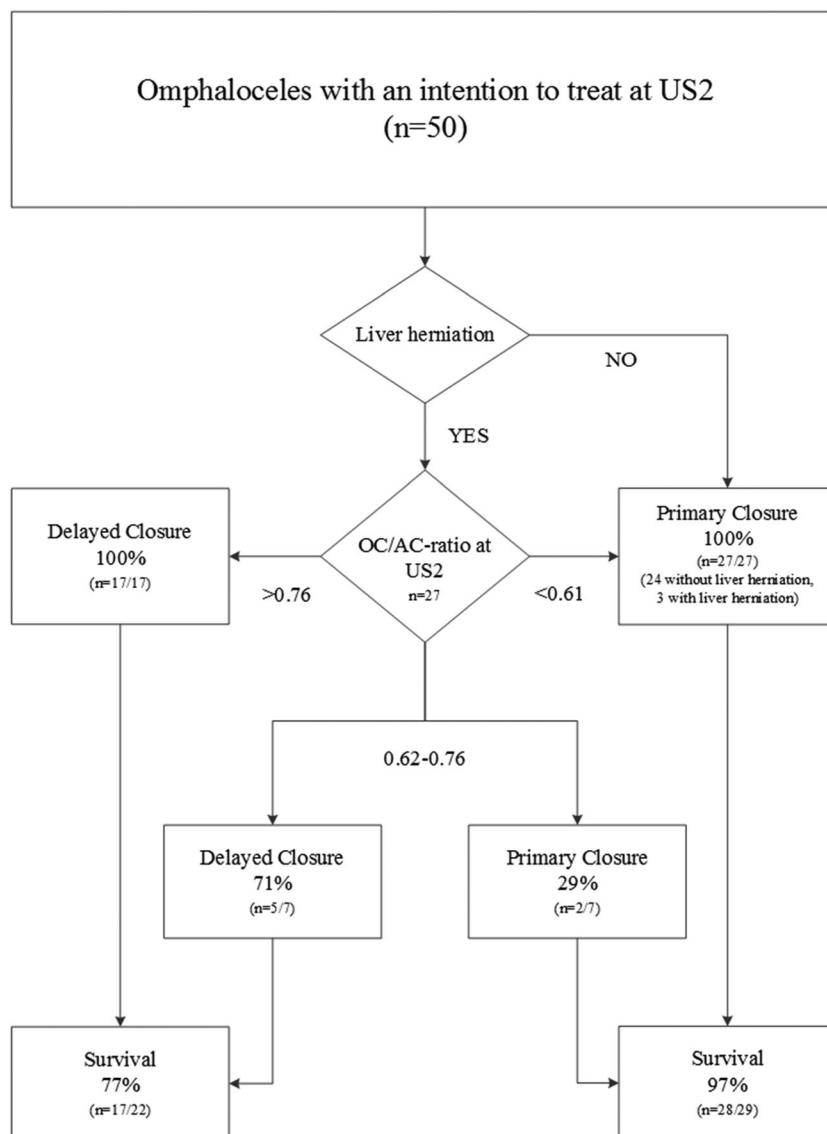 Omphaloceles with an intention to treat at US2
(n=50)
Liver herniation
NO
YES
Delayed Closure
100%
(n=17/17)
>0.76
OC/AC-ratio at
US2
n=27
<0.61
Primary Closure
100%
(n=27/27)
(24 without liver herniation,
3 with liver herniation)
0.62-0.76
Delayed Closure
71%
(n=5/7)
Primary Closure
29%
(n=2/7)
Survival
77%
(n=17/22)
Survival
97%
(n=28/29)